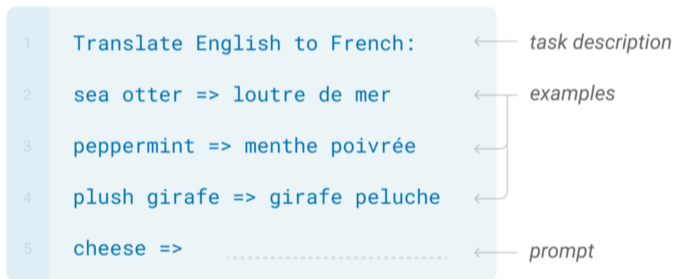 1 Translate English to French: task description
2 sea otter => loutre de mer examples
3 peppermint => menthe poivrée
4 plush girafe => girafe peluche
5 cheese => prompt